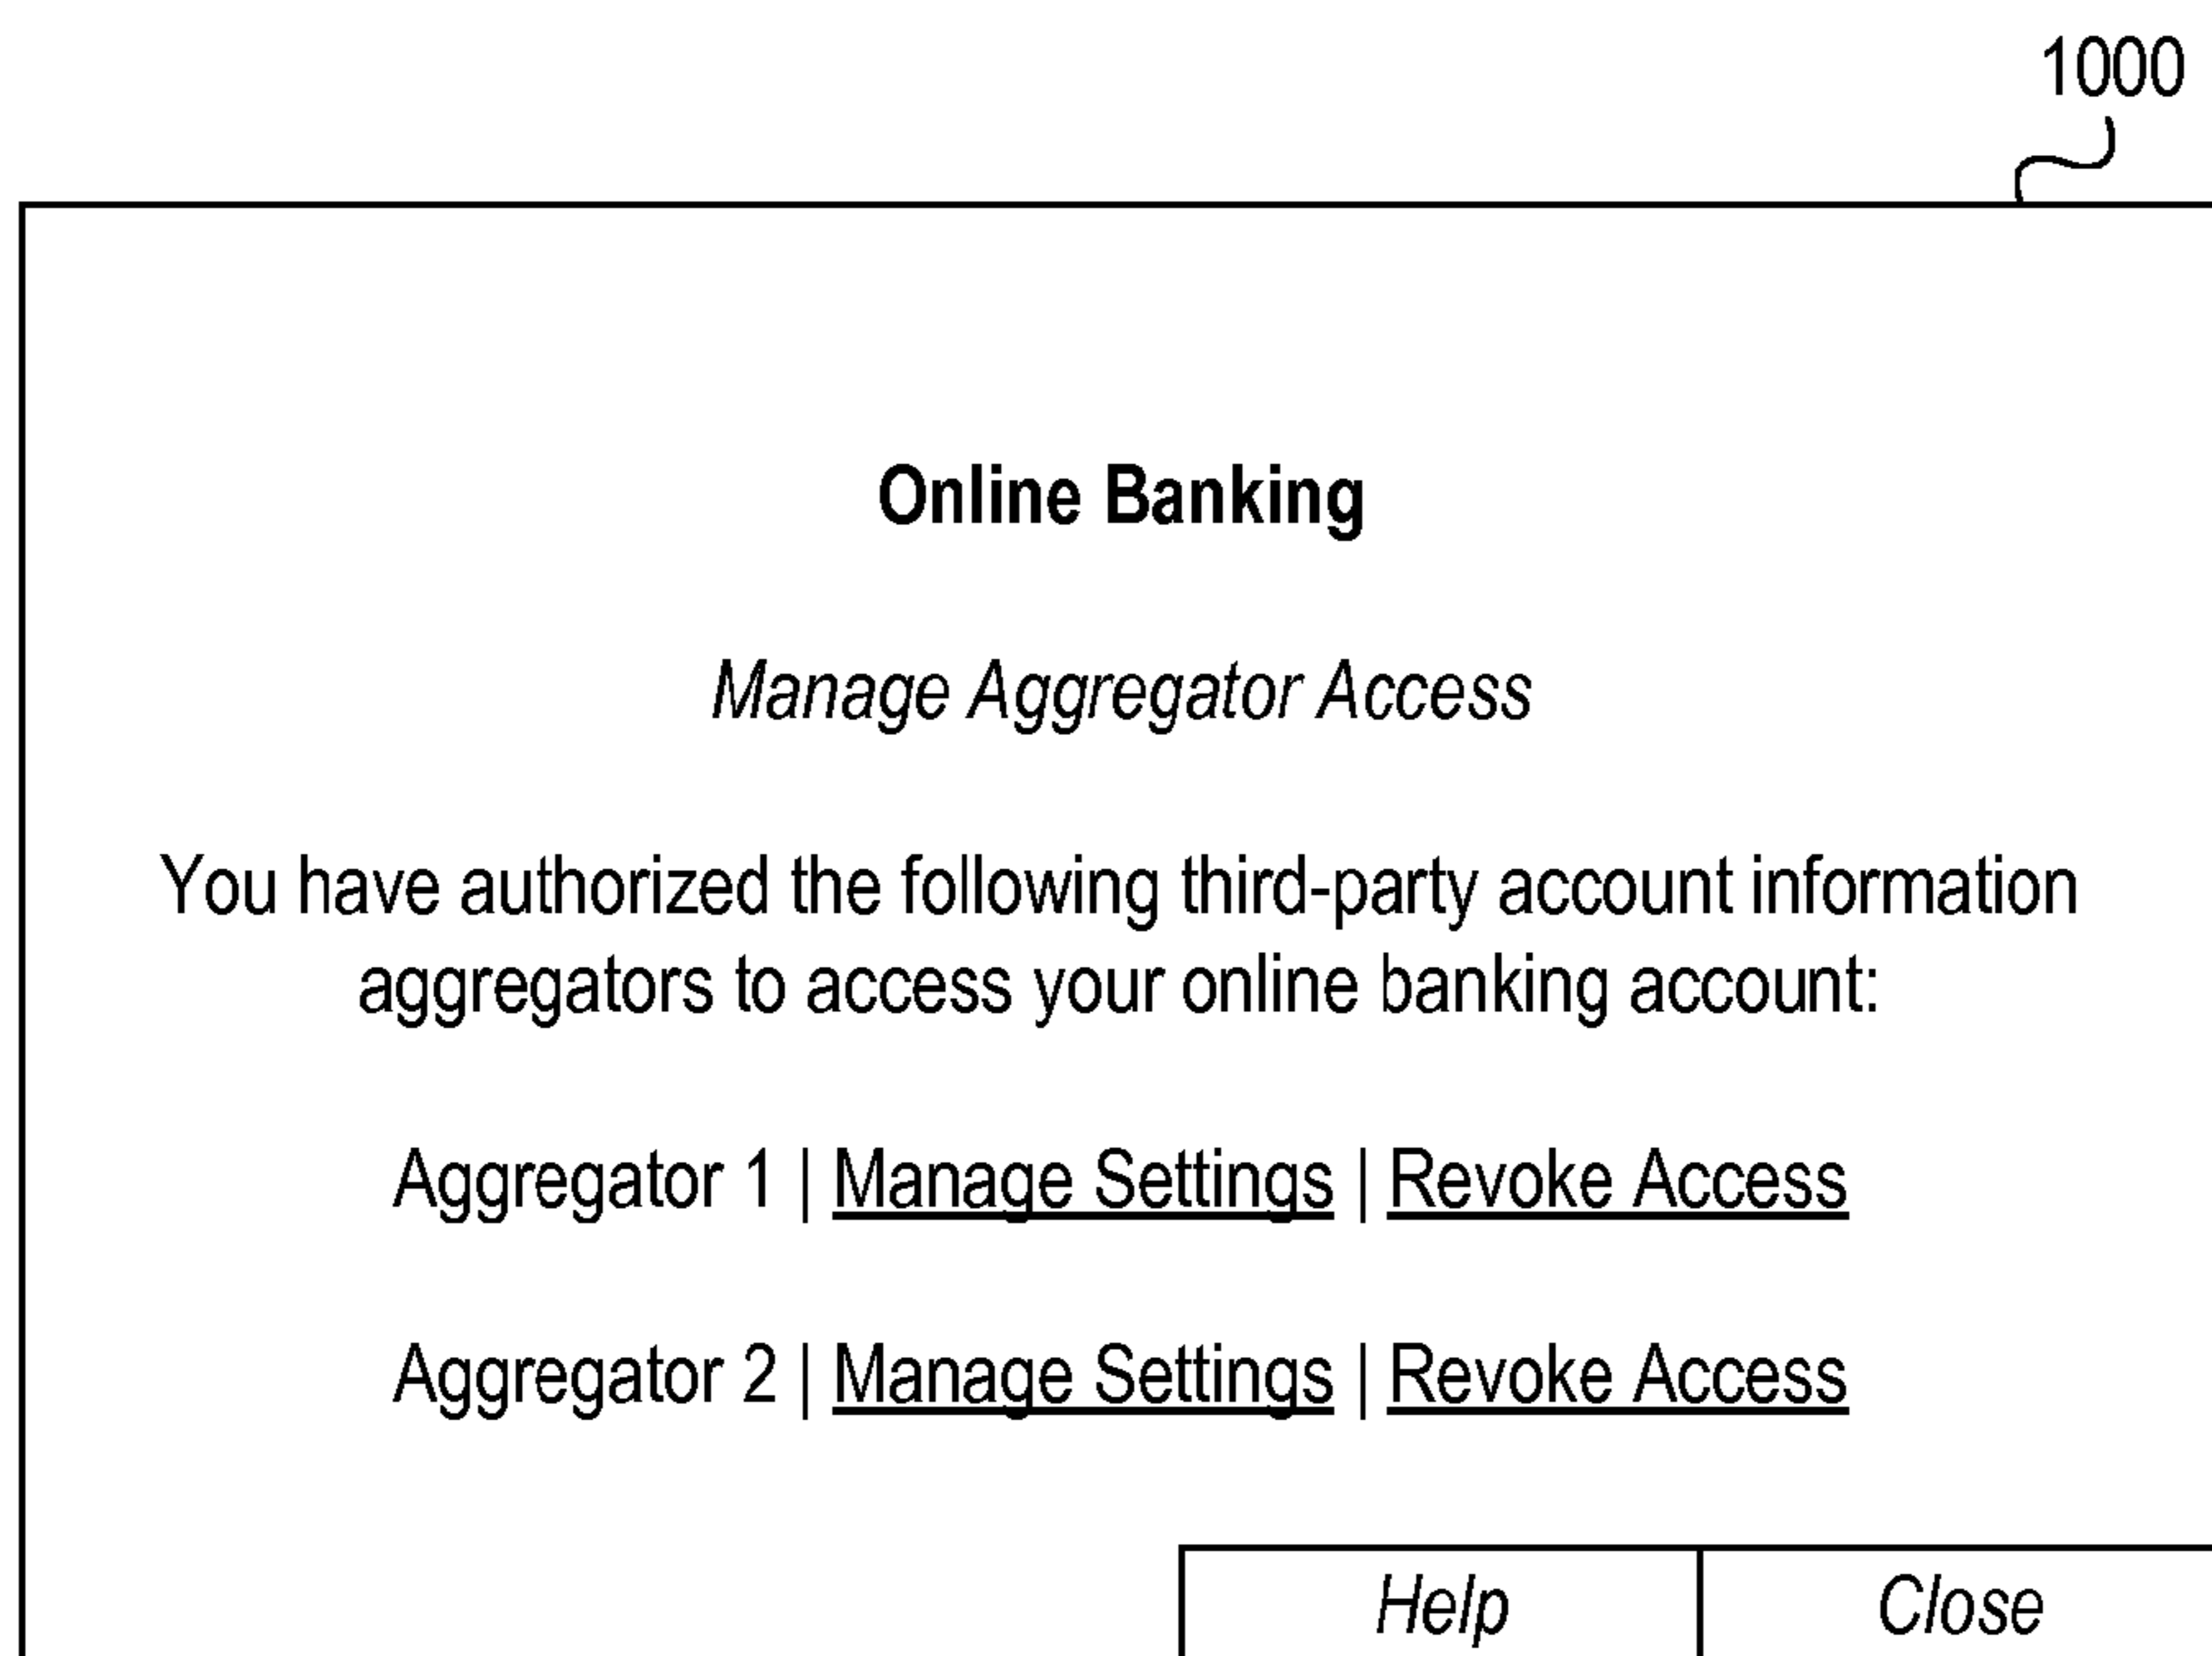 1000
Online Banking
Manage Aggregator Access
You have authorized the following third-party account information
aggregators to access your online banking account:
Aggregator 1 | Manage Settings | Revoke Access
Aggregator 2 | Manage Settings | Revoke Access
Help Close